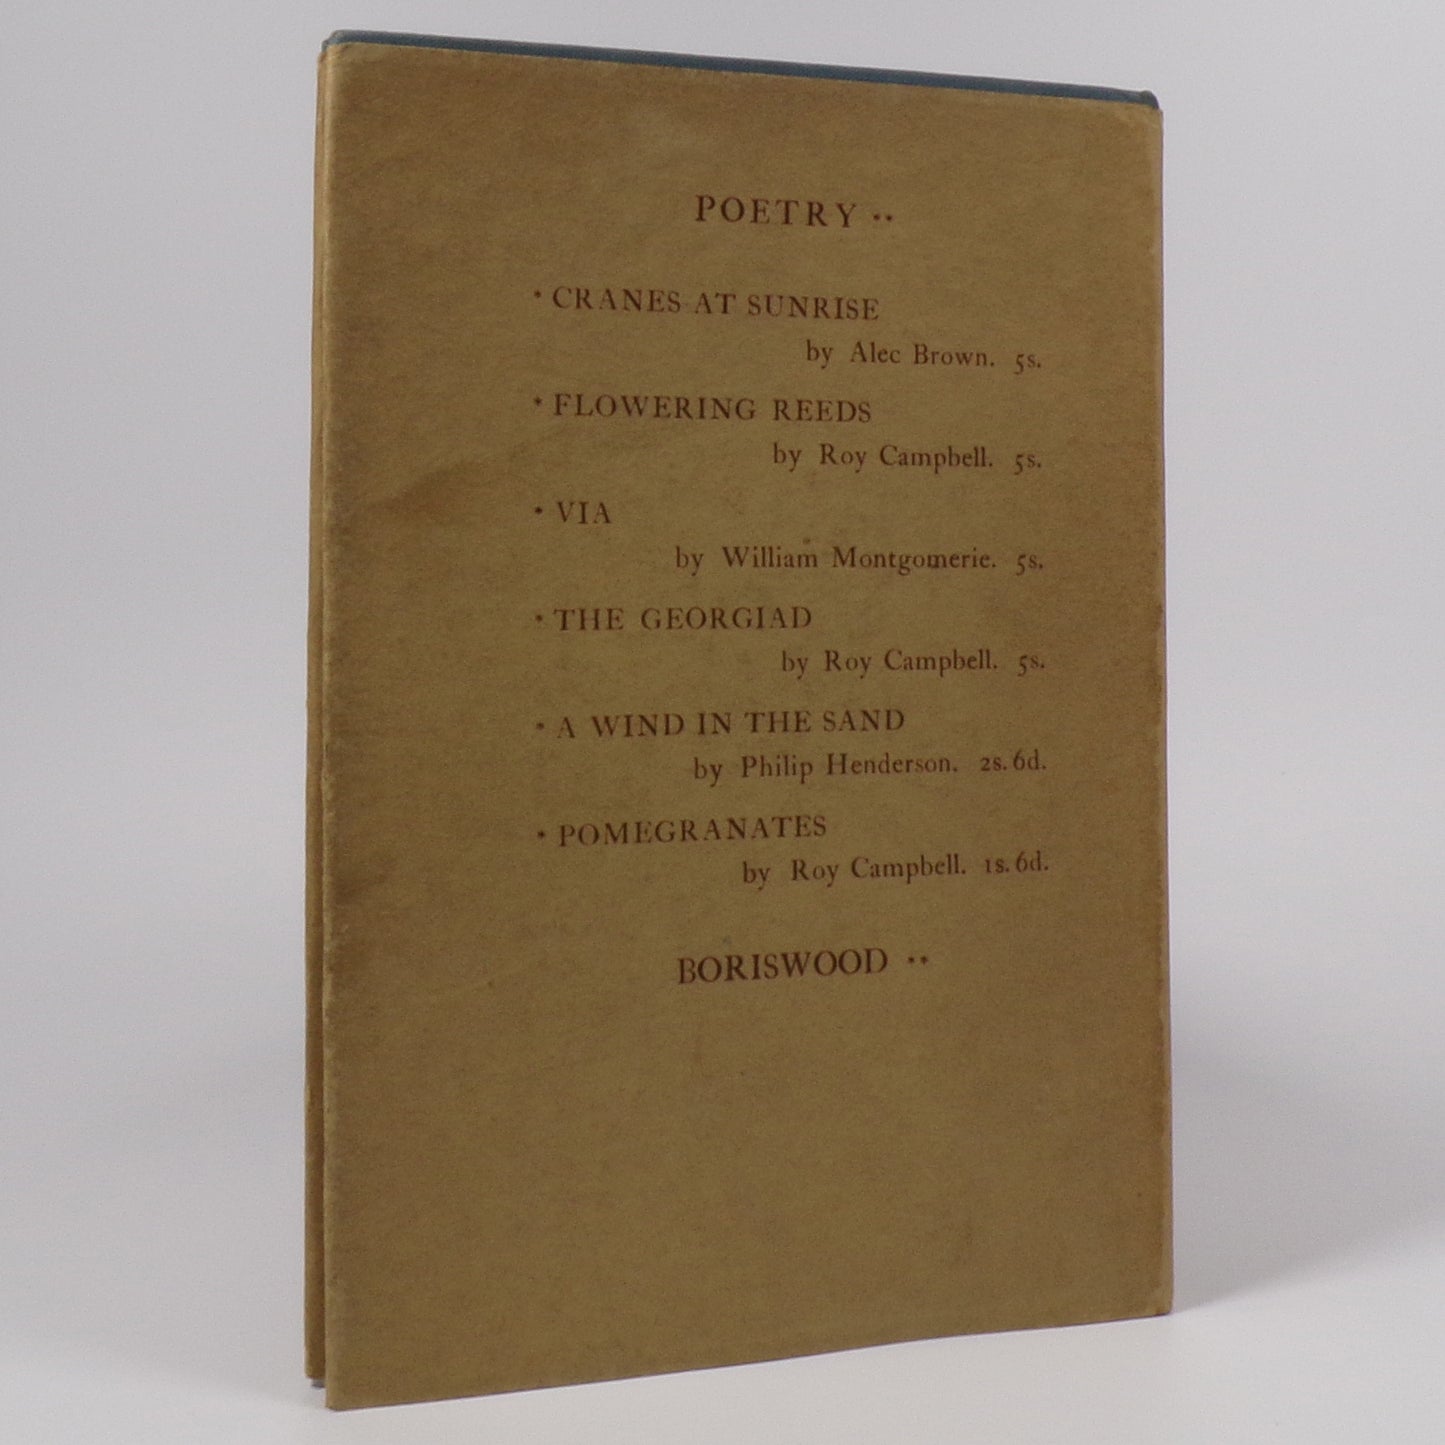 POETRY **
* CRANES AT SUNRISE
by Alec Brown. 5s.
* FLOWERING REEDS
by Roy Campbell. 5s.
* VIA
by William Montgomerie. 5s.
* THE GEORGIAD
by Roy Campbell. 5s.
* A WIND IN THE SAND
by Philip Henderson. 2s. 6d.
* POMEGRANATES
by Roy Campbell. 1s. 6d.
BORISWOOD **